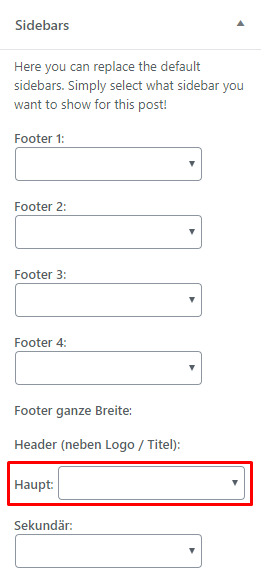 Sidebars
Here you can replace the default
sidebars. Simply select what sidebar you
want to show for this post!
Footer 1:
Footer 2:
Footer 3:
Footer 4:
Footer ganze Breite:
Header (neben Logo / Titel):
Haupt:
Sekundär: